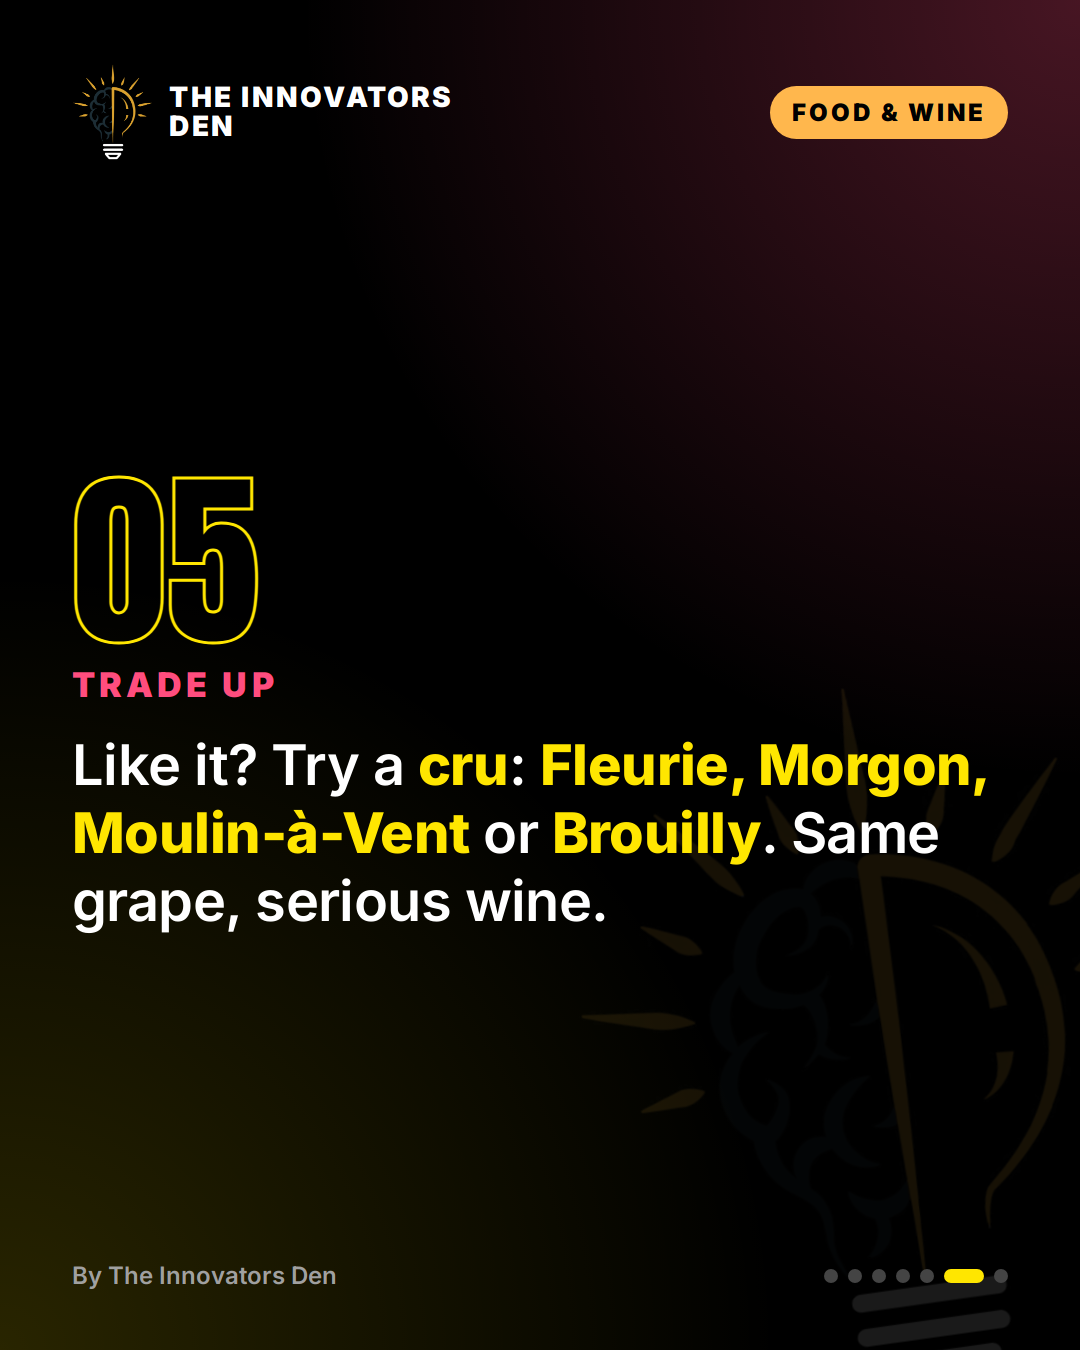 THE INNOVATORS
DEN
FOOD & WINE
05
TRADE UP
Like it? Try a cru: Fleurie, Morgon,
Moulin-à-Vent or Brouilly. Same
grape, serious wine.
By The Innovators Den